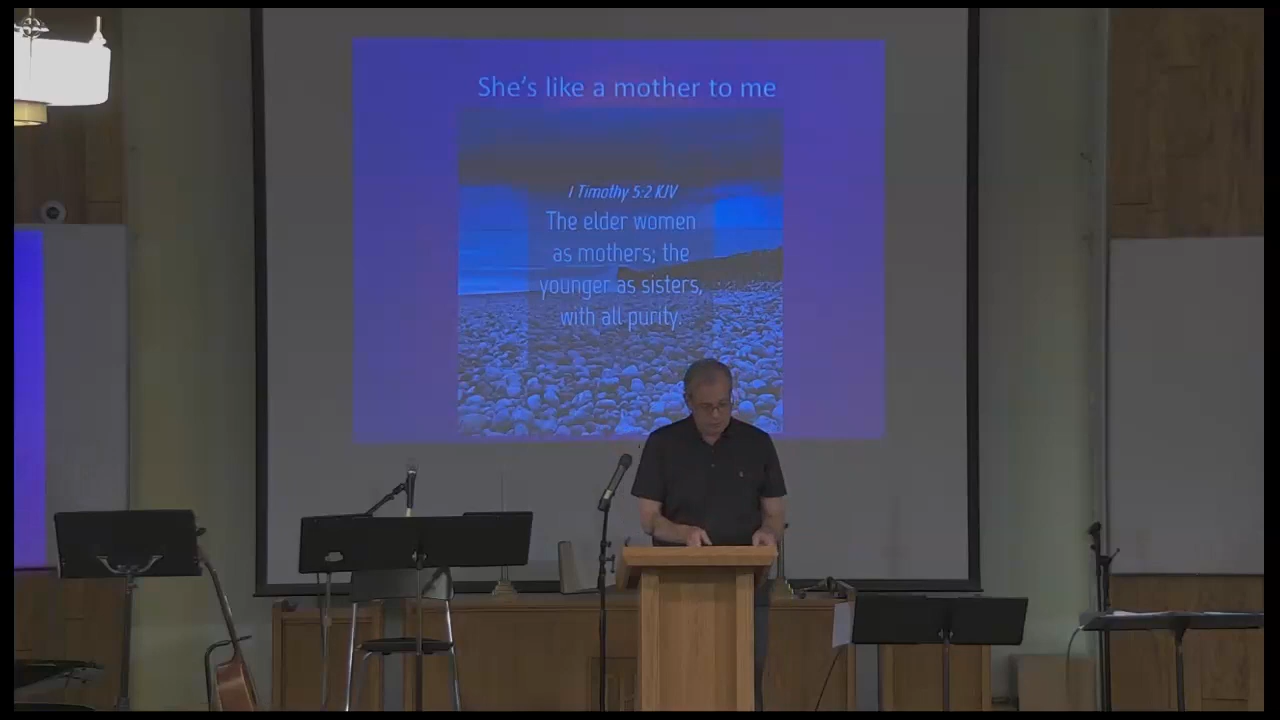 She's like a mother to me
I Timothy 5:2 KJV
The elder women
as mothers; the
younger as sisters,
with all purity.